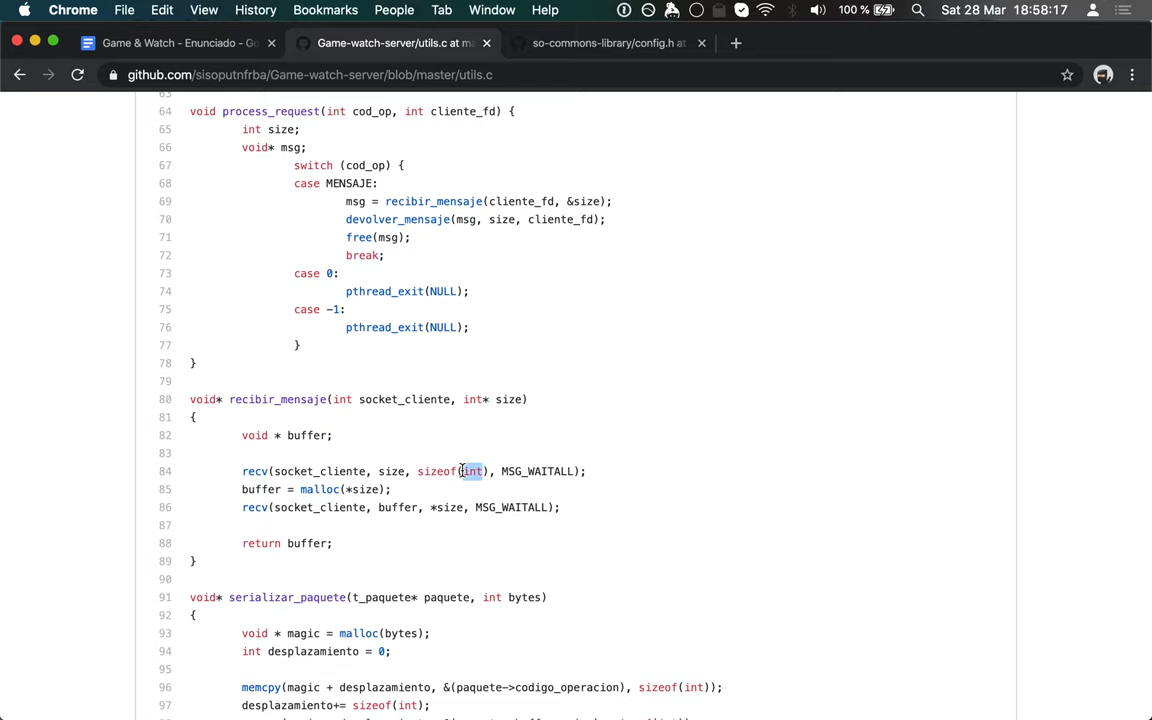 Chrome File Edit View History Bookmarks People Tab Window Help 100 % Sat 28 Mar 18:58:17
Game & Watch - Enunciado - Go Game-watch-server/utils.c at ma so-commons-library/config.h at
github.com/sisoputnfrba/Game-watch-server/blob/master/utils.c
63
64 void process_request(int cod_op, int cliente_fd) {
65 int size;
66 void* msg;
67 switch (cod_op) {
68 case MENSAJE:
69 msg = recibir_mensaje(cliente_fd, &size);
70 devolver_mensaje(msg, size, cliente_fd);
71 free(msg);
72 break;
73 case 0:
74 pthread_exit(NULL);
75 case -1:
76 pthread_exit(NULL);
77 }
78 }
79
80 void* recibir_mensaje(int socket_cliente, int* size)
81 {
82 void * buffer;
83
84 recv(socket_cliente, size, sizeof(int), MSG_WAITALL);
85 buffer = malloc(*size);
86 recv(socket_cliente, buffer, *size, MSG_WAITALL);
87
88 return buffer;
89 }
90
91 void* serializar_paquete(t_paquete* paquete, int bytes)
92 {
93 void * magic = malloc(bytes);
94 int desplazamiento = 0;
95
96 memcpy(magic + desplazamiento, &(paquete->codigo_operacion), sizeof(int));
97 desplazamiento+= sizeof(int);